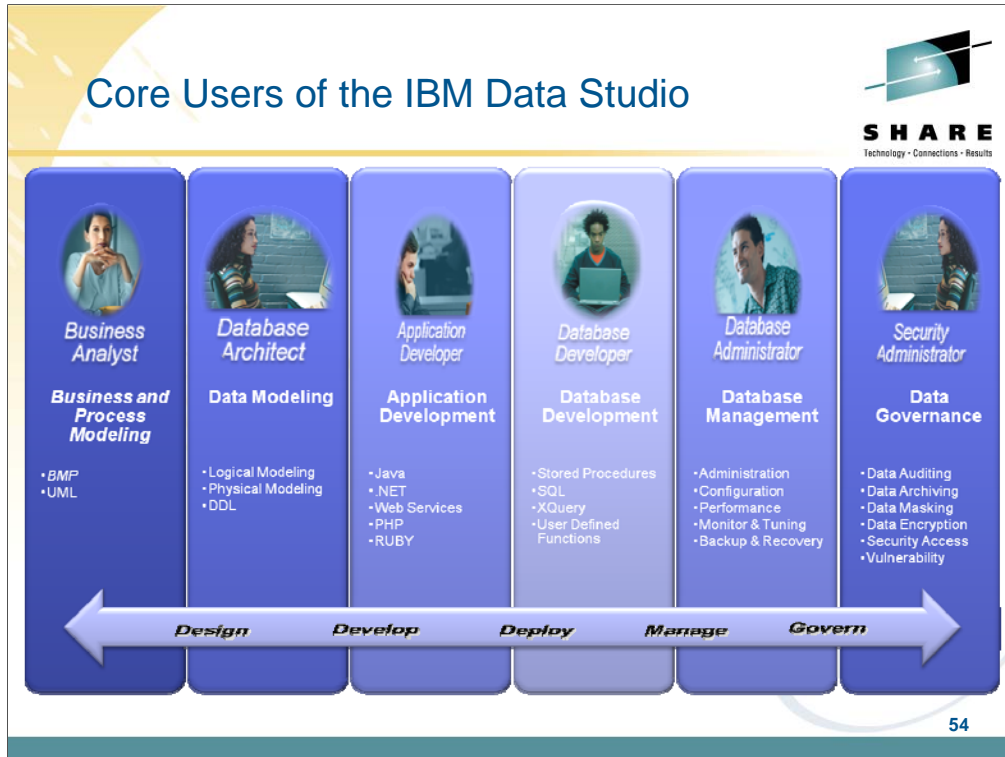 Core Users of the IBM Data Studio
SHARE
Technology · Connections · Results
Business
Analyst
Business and
Process
Modeling
•BMP
•UML
Database
Architect
Data Modeling
•Logical Modeling
•Physical Modeling
•DDL
Application
Developer
Application
Development
•Java
•.NET
•Web Services
•PHP
•RUBY
Database
Developer
Database
Development
•Stored Procedures
•SQL
•XQuery
•User Defined
Functions
Database
Administrator
Database
Management
•Administration
•Configuration
•Performance
•Monitor & Tuning
•Backup & Recovery
Security
Administrator
Data
Governance
•Data Auditing
•Data Archiving
•Data Masking
•Data Encryption
•Security Access
•Vulnerability
Design Develop Deploy Manage Govern
54